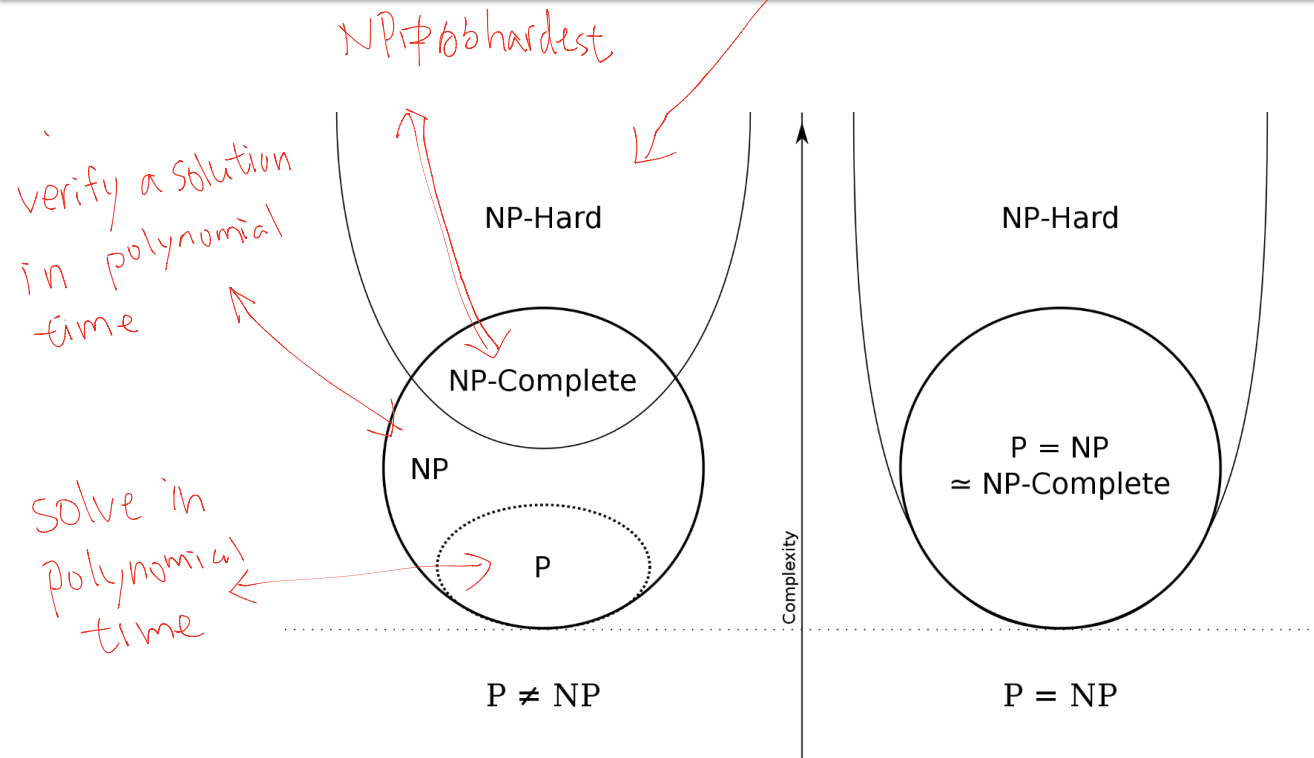 NP中的hardest
verify a solution
in polynomial
time
solve in
polynomial
time
NP-Hard
NP-Complete
NP
P
P ≠ NP
Complexity
NP-Hard
P = NP
≃ NP-Complete
P = NP